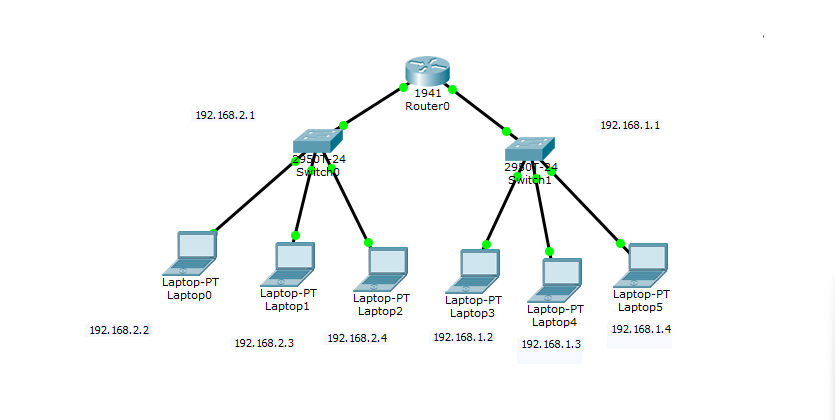 1941
Router0
192.168.2.1
192.168.1.1
2950T-24
Switch0
2950T-24
Switch1
Laptop-PT
Laptop0
Laptop-PT
Laptop1
Laptop-PT
Laptop2
Laptop-PT
Laptop3
Laptop-PT
Laptop4
Laptop-PT
Laptop5
192.168.2.2
192.168.2.3
192.168.2.4
192.168.1.2
192.168.1.3
192.168.1.4